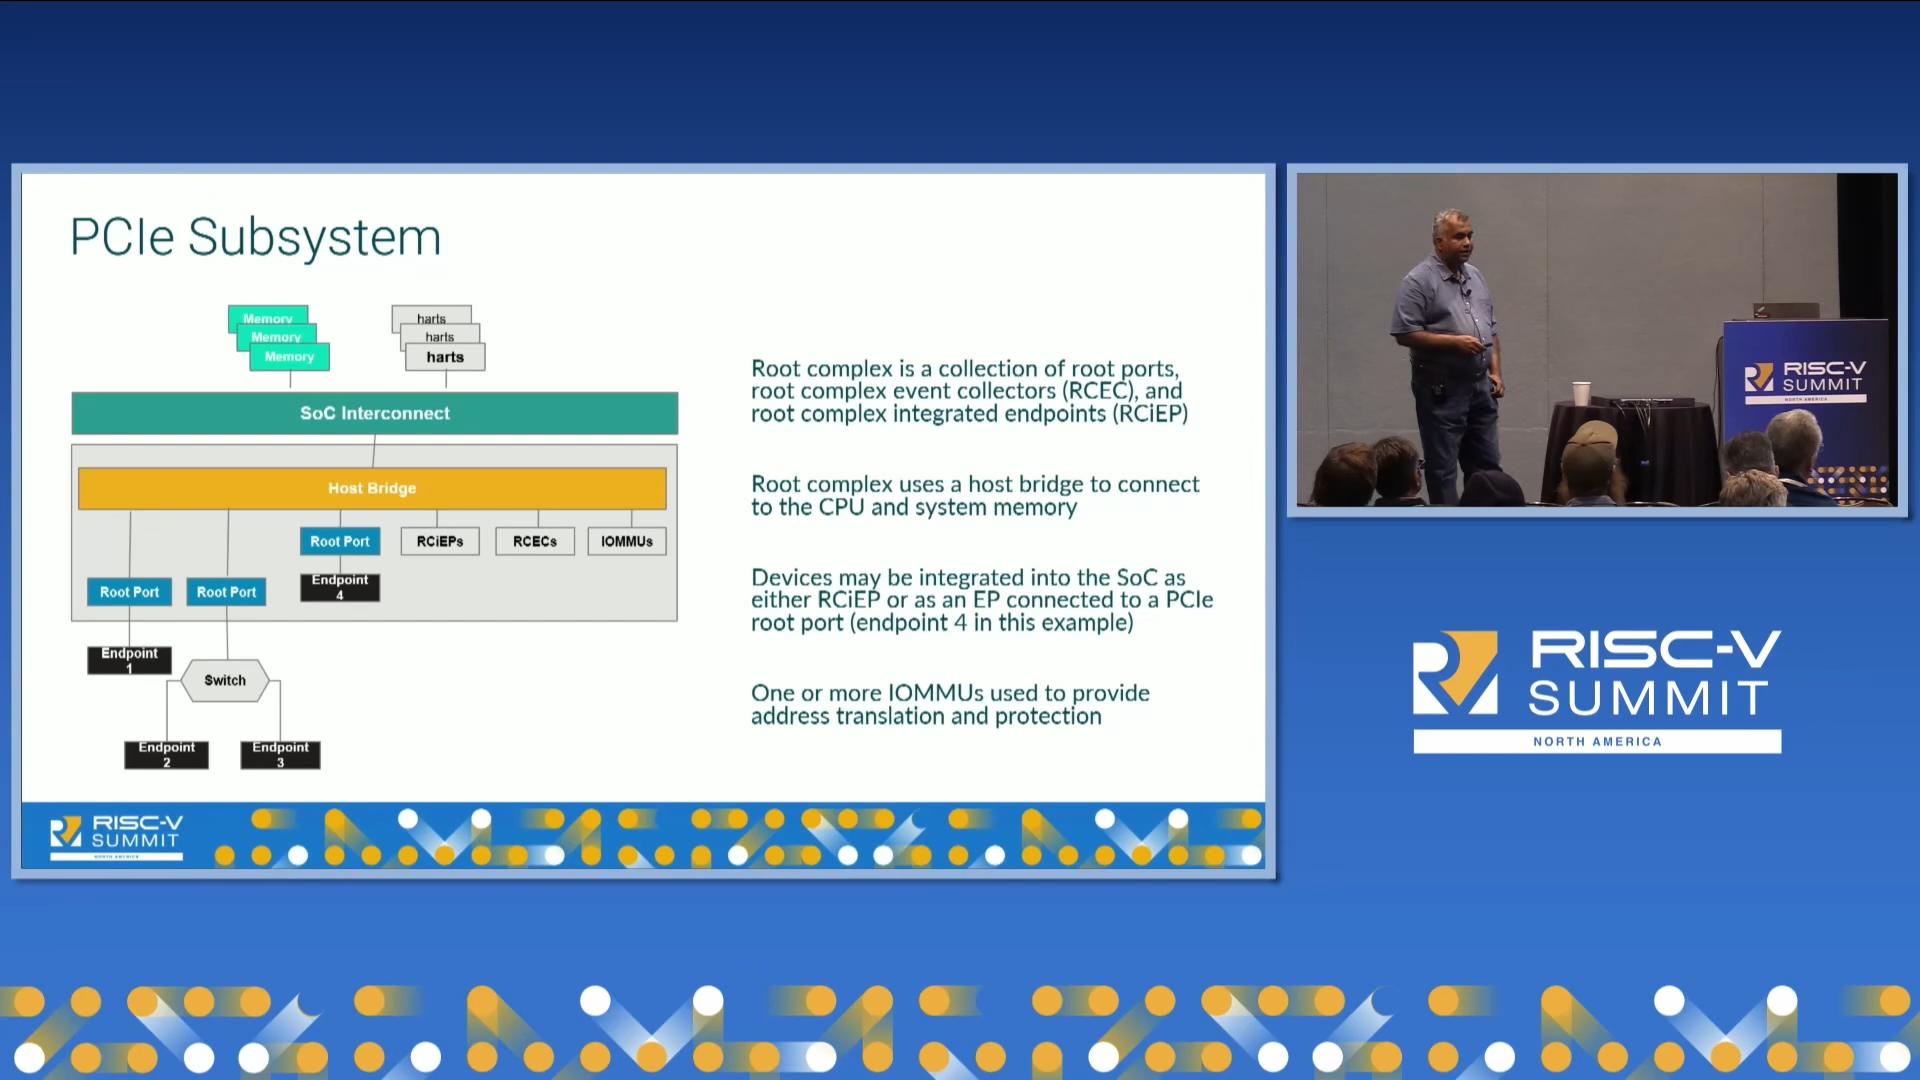 PCIe Subsystem
Memory
Memory
Memory
harts
harts
harts
SoC Interconnect
Host Bridge
Root Port
RCiEPs
RCECs
IOMMUs
Endpoint
4
Root Port
Root Port
Endpoint
1
Switch
Endpoint
2
Endpoint
3
Root complex is a collection of root ports,
root complex event collectors (RCEC), and
root complex integrated endpoints (RCiEP)
Root complex uses a host bridge to connect
to the CPU and system memory
Devices may be integrated into the SoC as
either RCiEP or as an EP connected to a PCIe
root port (endpoint 4 in this example)
One or more IOMMUs used to provide
address translation and protection
RISC-V
SUMMIT
NORTH AMERICA
RISC-V
SUMMIT
NORTH AMERICA
RISC-V
SUMMIT
NORTH AMERICA